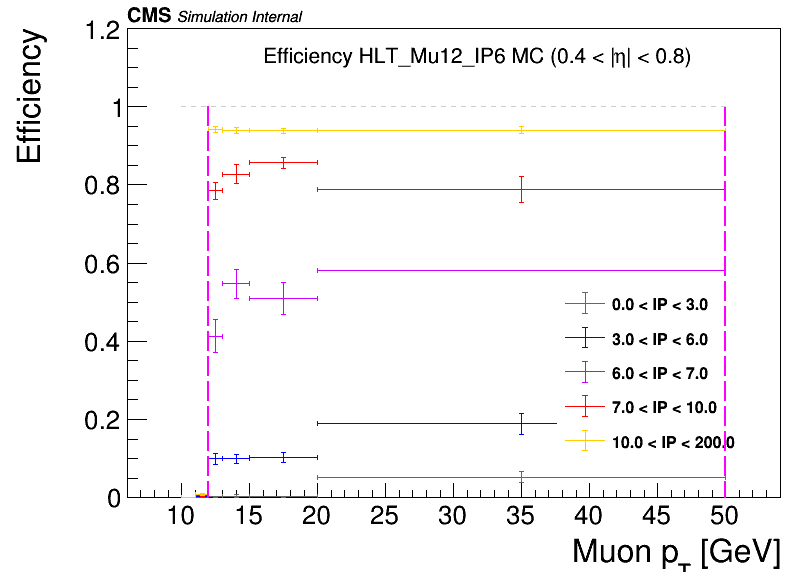 CMS Simulation Internal
Efficiency HLT_Mu12_IP6 MC (0.4 < |η| < 0.8)
Efficiency
1.2
1
0.8
0.6
0.4
0.2
0
0.0 < IP < 3.0
3.0 < IP < 6.0
6.0 < IP < 7.0
7.0 < IP < 10.0
10.0 < IP < 200.0
10 15 20 25 30 35 40 45 50
Muon pT [GeV]